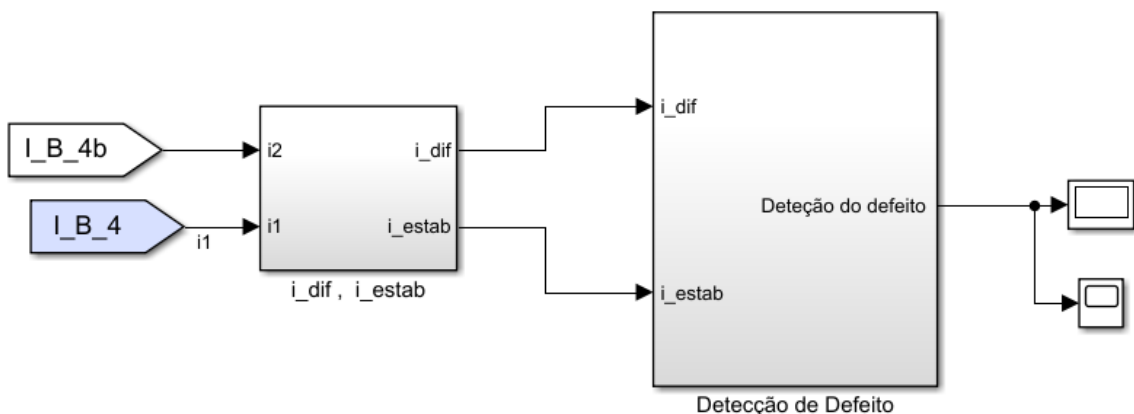 I_B_4b
I_B_4
i1
i2
i1
i_dif
i_estab
i_dif , i_estab
i_dif
i_estab
Deteção do defeito
Detecção de Defeito